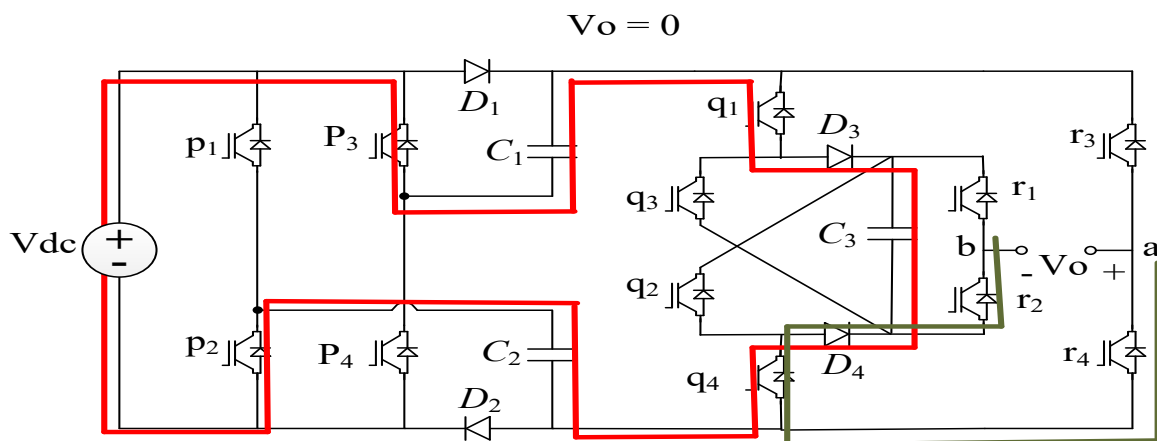 Vo = 0
D1
q1
p1
P3
C1
D3
r3
q3
r1
Vdc
+
-
C3
b
-
Vo
+
a
q2
r2
p2
P4
C2
D4
r4
q4
D2